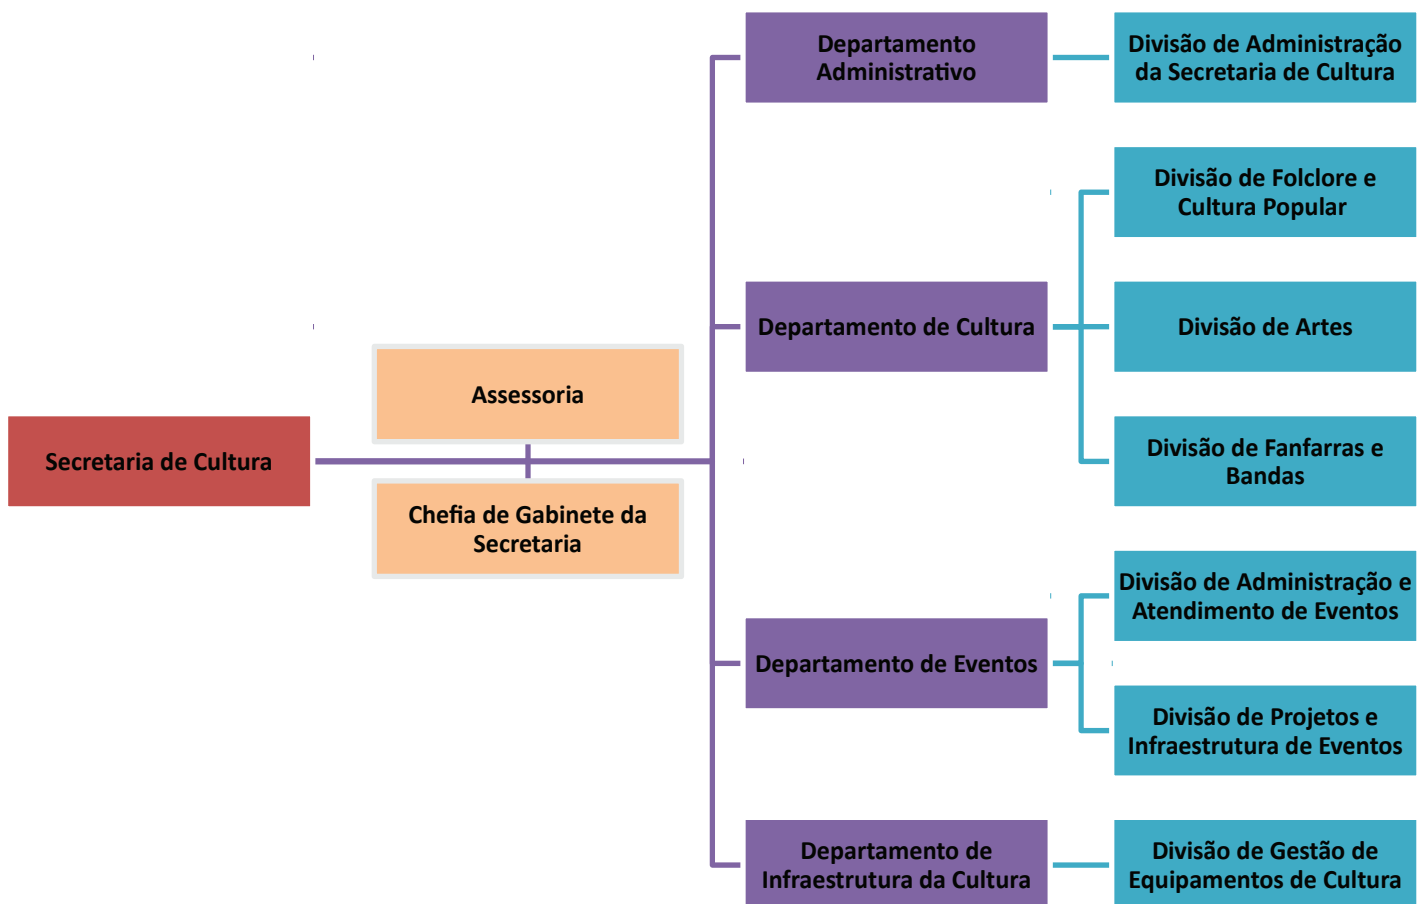 Secretaria de Cultura
Assessoria
Chefia de Gabinete da
Secretaria
Departamento
Administrativo
Divisão de Administração
da Secretaria de Cultura
Departamento de Cultura
Divisão de Folclore e
Cultura Popular
Divisão de Artes
Divisão de Fanfarras e
Bandas
Departamento de Eventos
Divisão de Administração e
Atendimento de Eventos
Divisão de Projetos e
Infraestrutura de Eventos
Departamento de
Infraestrutura da Cultura
Divisão de Gestão de
Equipamentos de Cultura